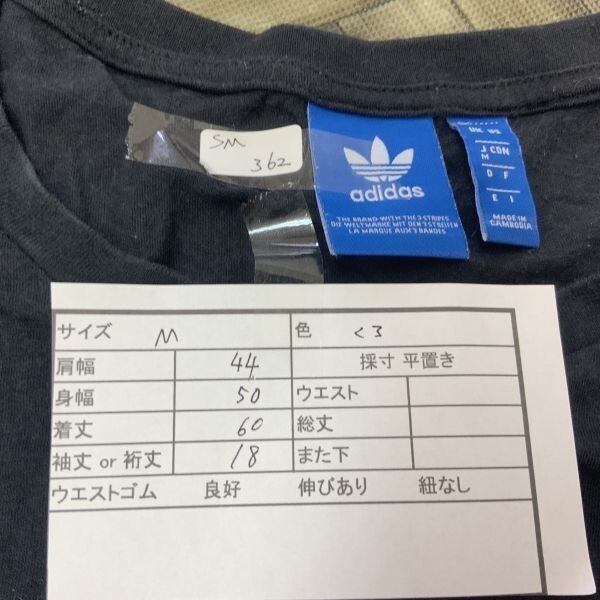 SM
362
adidas
THE BRAND WITH THE 3 STRIPES
DIE WELTMARKE MIT DEN 3 STREIFEN
LA MARQUE AUX 3 BANDES
UK US
J CDN
M
D F
E I
MADE IN
CAMBODIA
サイズ M 色 くろ
肩幅 44 採寸 平置き
身幅 50 ウエスト
着丈 60 総丈
袖丈 or 裄丈 18 また下
ウエストゴム 良好 伸びあり 紐なし